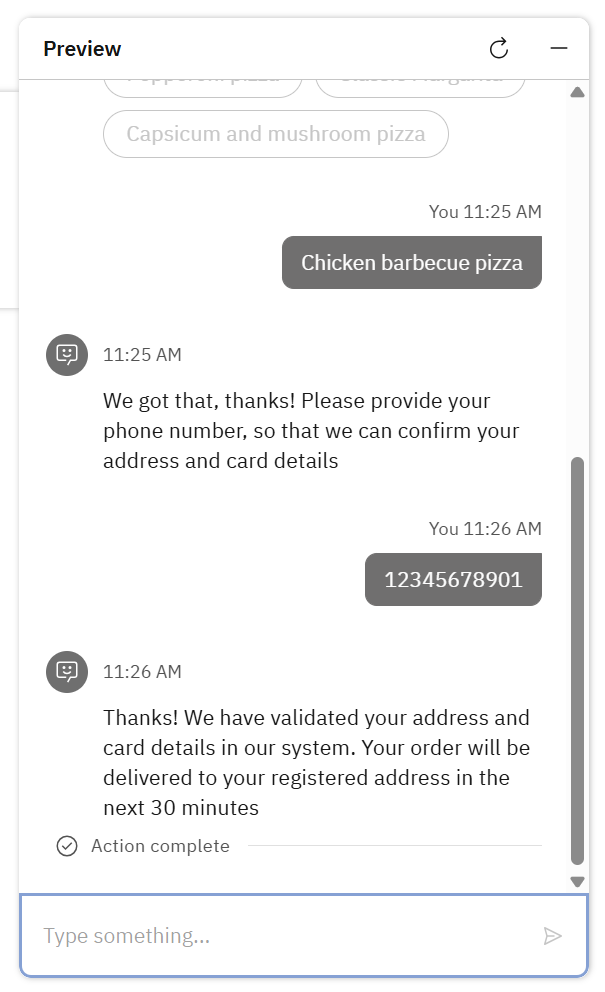 Preview
Capsicum and mushroom pizza
You 11:25 AM
Chicken barbecue pizza
11:25 AM
We got that, thanks! Please provide your
phone number, so that we can confirm your
address and card details
You 11:26 AM
12345678901
11:26 AM
Thanks! We have validated your address and
card details in our system. Your order will be
delivered to your registered address in the
next 30 minutes
Action complete
Type something...